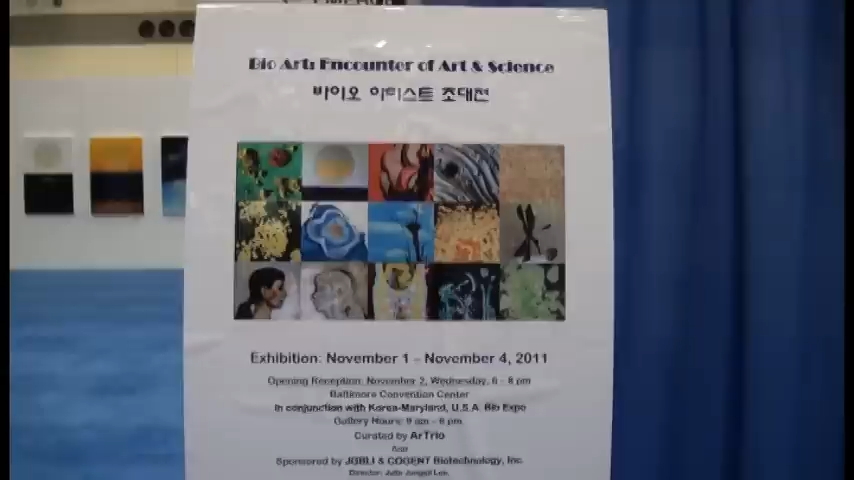 Bio Art: Encounter of Art & Science
바이오 아티스트 초대전
Exhibition: November 1 - November 4, 2011
Opening Reception: November 2, Wednesday, 6 - 8 pm
Baltimore Convention Center
In conjunction with Korea-Maryland, U.S.A. Bio Expo
Gallery Hours: 9 am - 6 pm
Curated by ArTrio
Sponsored by JGBLI & COGENT Biotechnology, Inc.
Director: